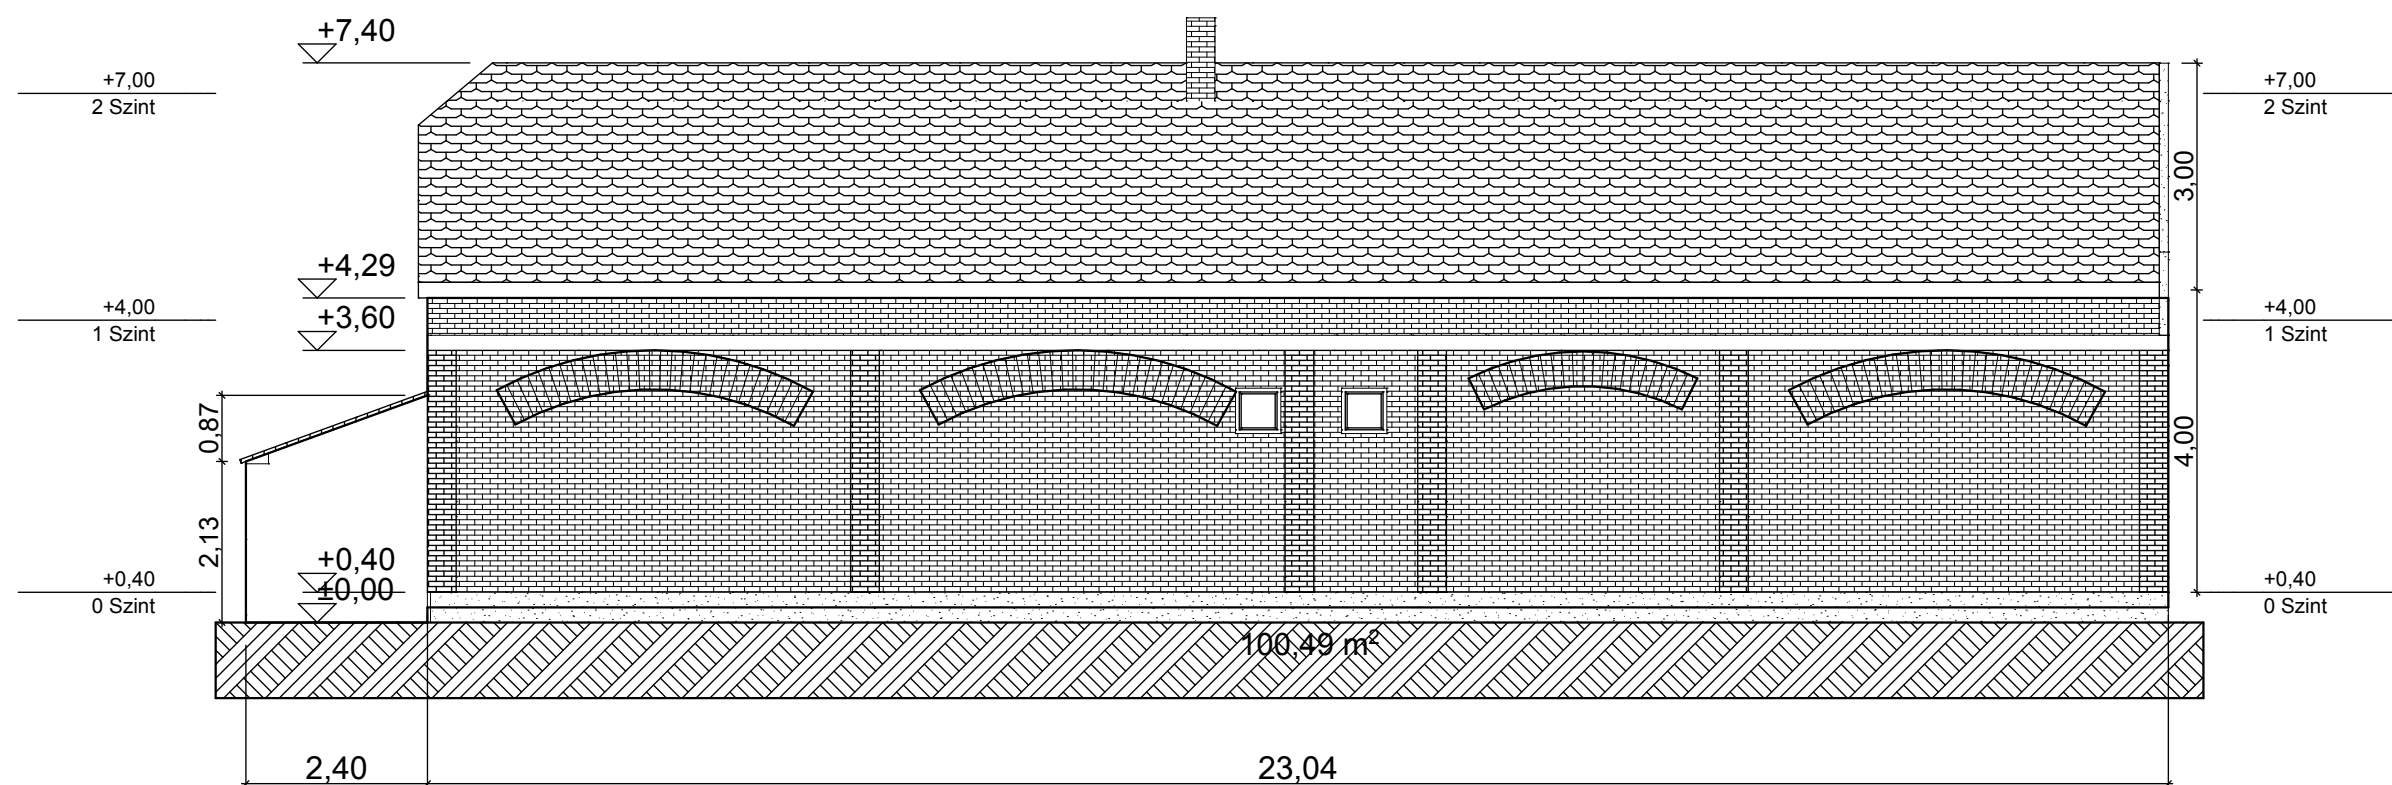 +7,40
+7,00
2 Szint
+7,00
2 Szint
3,00
+4,29
+4,00
1 Szint
+3,60
+4,00
1 Szint
0,87
4,00
2,13
+0,40
±0,00
+0,40
0 Szint
+0,40
0 Szint
100,49 m²
2,40
23,04